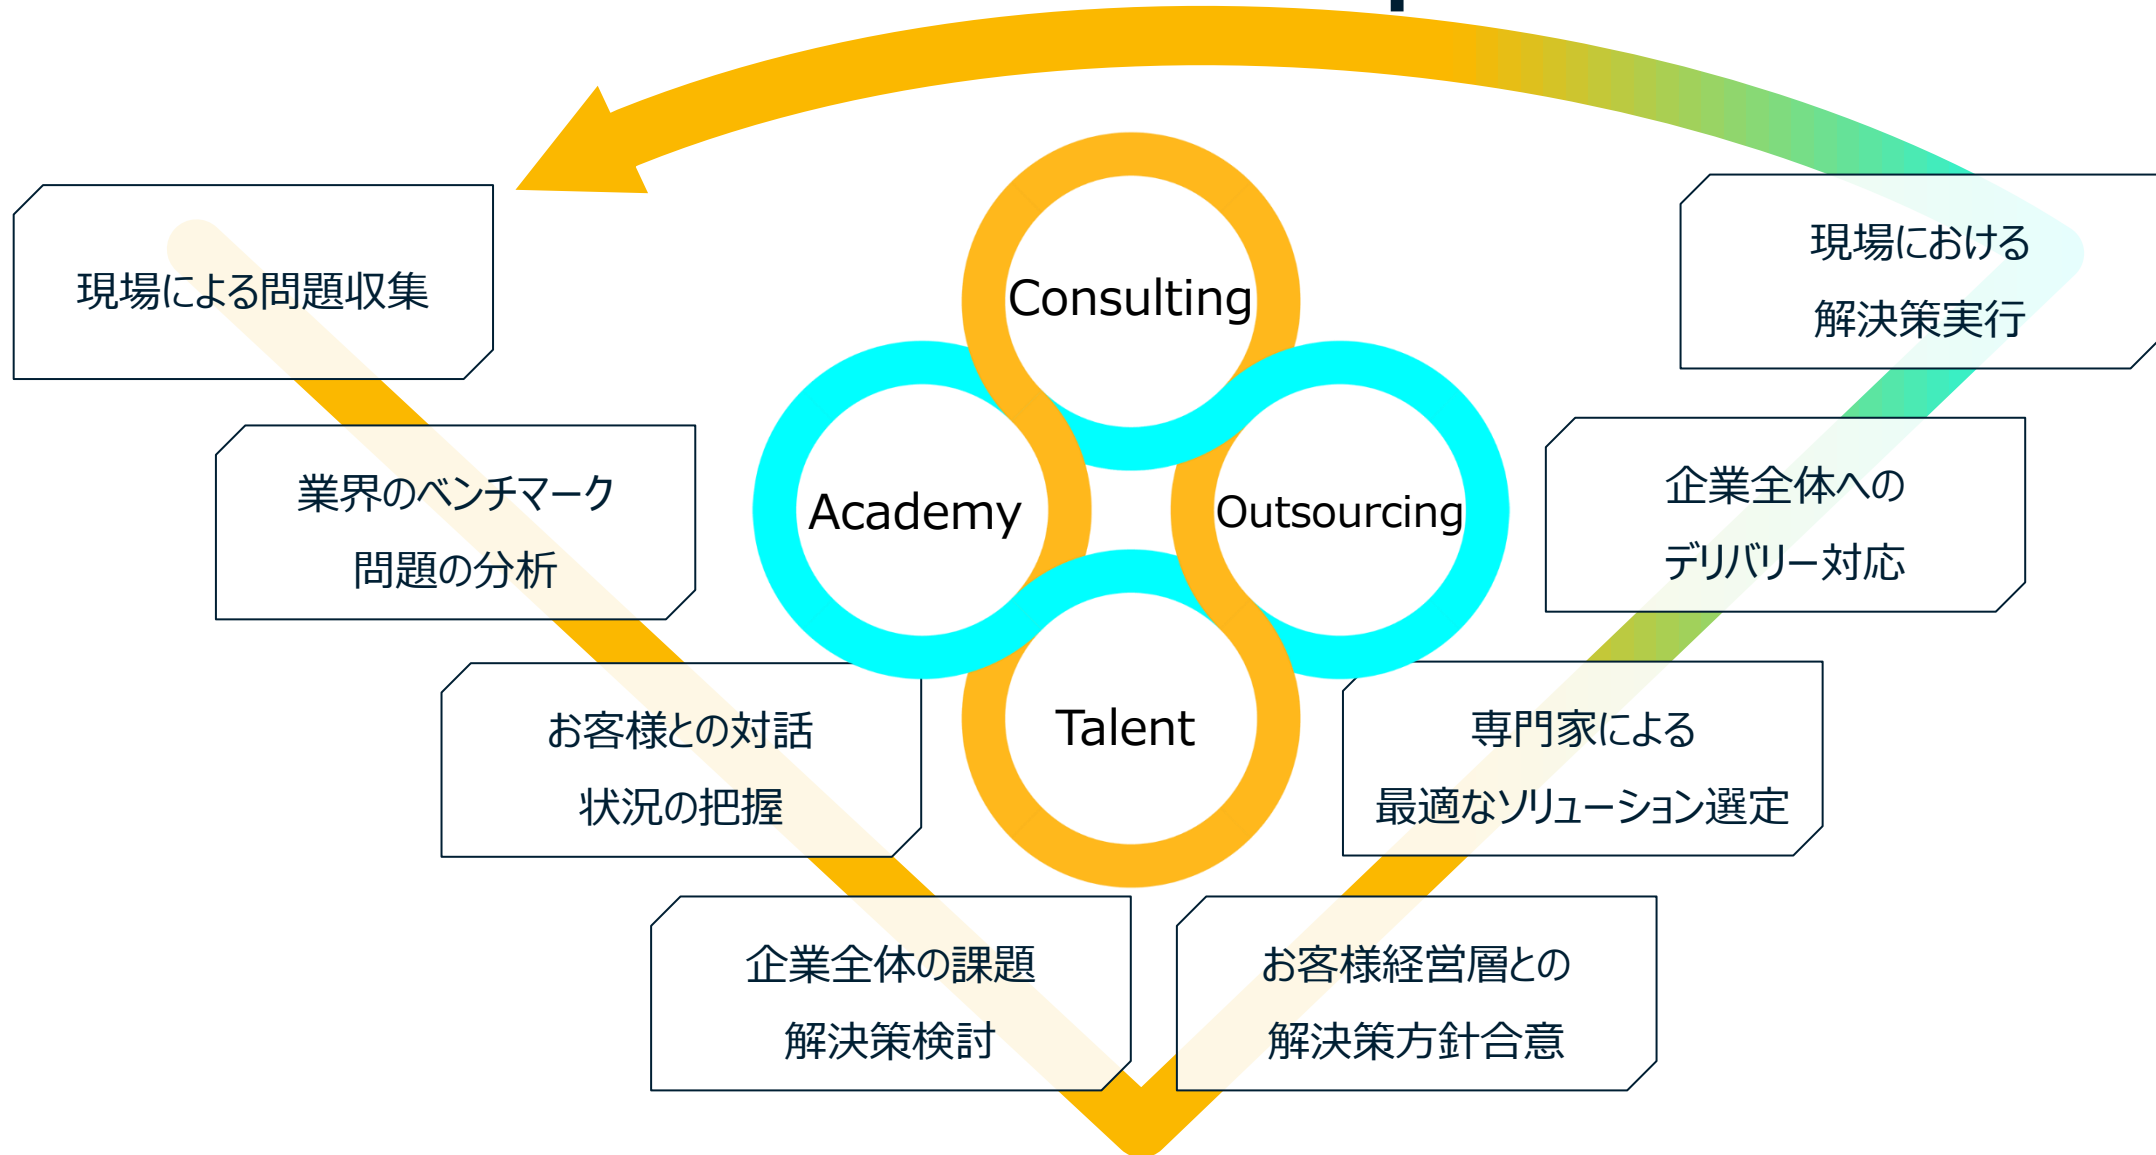 現場による問題収集
業界のベンチマーク
問題の分析
お客様との対話
状況の把握
企業全体の課題
解決策検討
お客様経営層との
解決策方針合意
専門家による
最適なソリューション選定
企業全体への
デリバリー対応
現場における
解決策実行
Consulting
Academy
Outsourcing
Talent